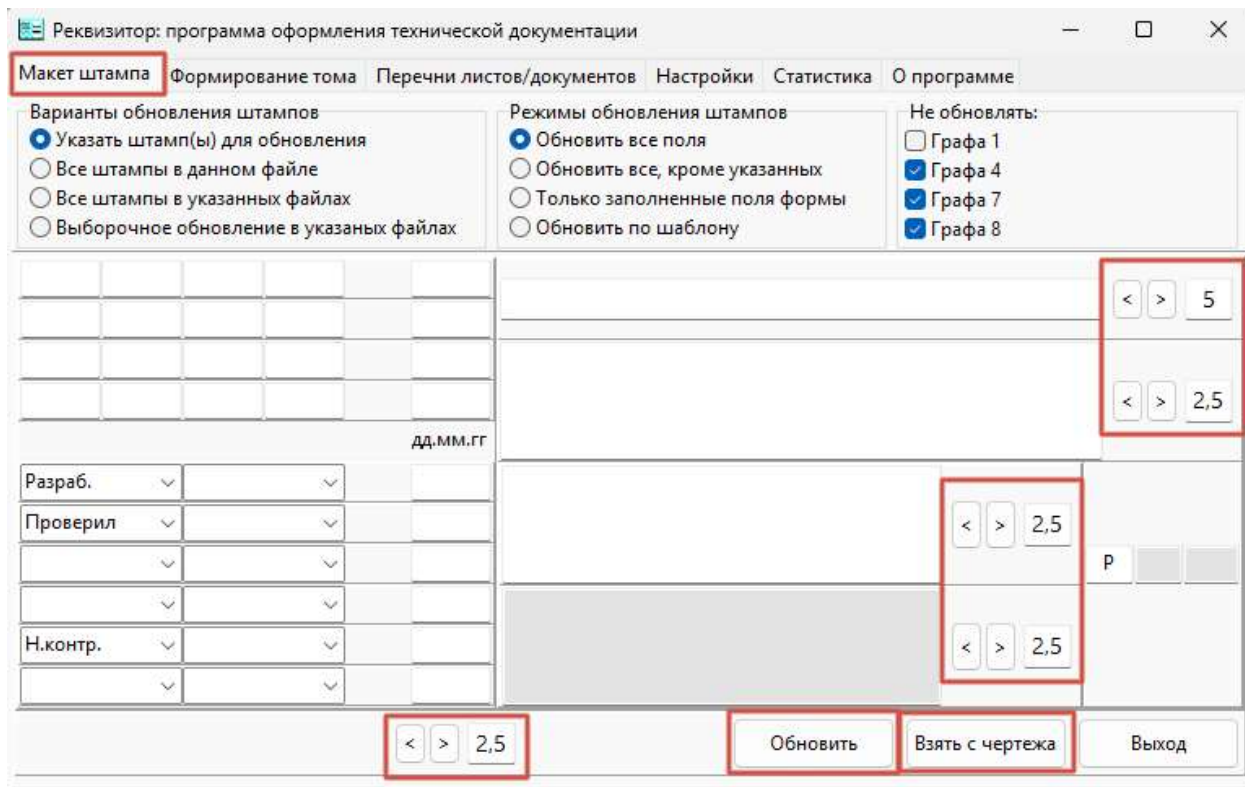 Реквизитор: программа оформления технической документации
Макет штампа Формирование тома Перечни листов/документов Настройки Статистика О программе
Варианты обновления штампов
Указать штамп(ы) для обновления
Все штампы в данном файле
Все штампы в указанных файлах
Выборочное обновление в указаных файлах
Режимы обновления штампов
Обновить все поля
Обновить все, кроме указанных
Только заполненные поля формы
Обновить по шаблону
Не обновлять:
Графа 1
Графа 4
Графа 7
Графа 8
< > 5
< > 2,5
дд.мм.гг
Разраб.
Проверил
< > 2,5
Р
Н.контр.
< > 2,5
< > 2,5 Обновить Взять с чертежа Выход